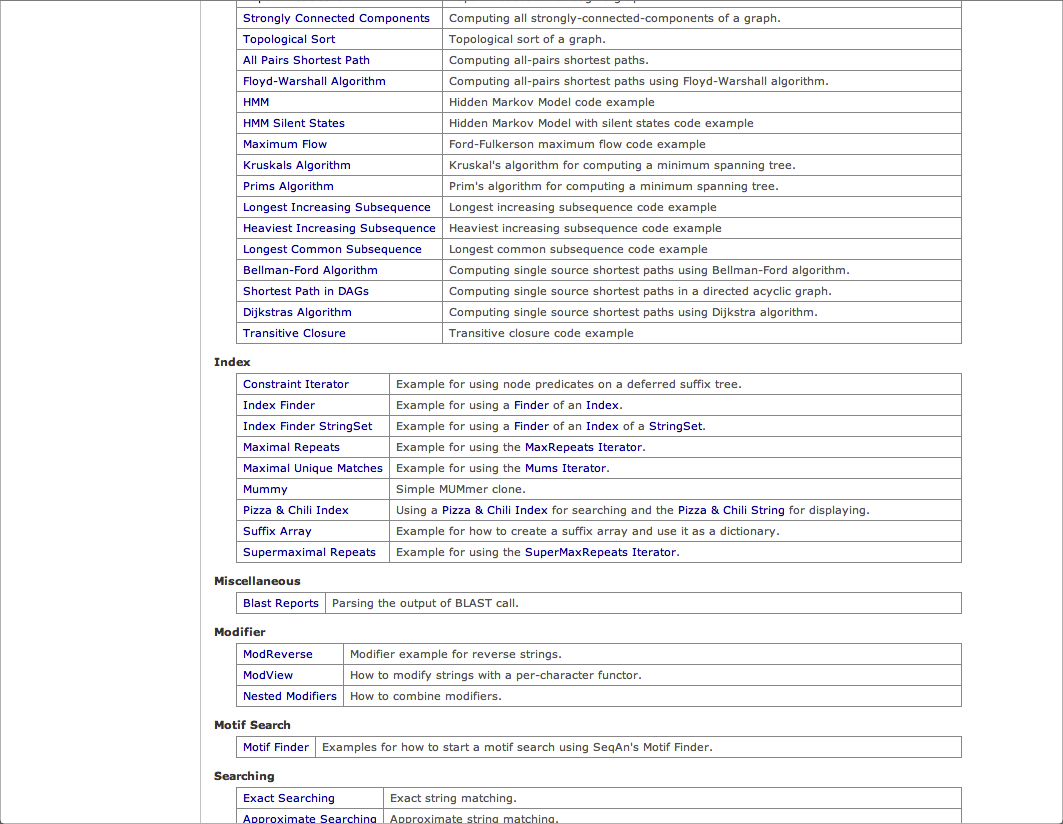 Strongly Connected Components Computing all strongly-connected-components of a graph.
Topological Sort Topological sort of a graph.
All Pairs Shortest Path Computing all-pairs shortest paths.
Floyd-Warshall Algorithm Computing all-pairs shortest paths using Floyd-Warshall algorithm.
HMM Hidden Markov Model code example
HMM Silent States Hidden Markov Model with silent states code example
Maximum Flow Ford-Fulkerson maximum flow code example
Kruskals Algorithm Kruskal's algorithm for computing a minimum spanning tree.
Prims Algorithm Prim's algorithm for computing a minimum spanning tree.
Longest Increasing Subsequence Longest increasing subsequence code example
Heaviest Increasing Subsequence Heaviest increasing subsequence code example
Longest Common Subsequence Longest common subsequence code example
Bellman-Ford Algorithm Computing single source shortest paths using Bellman-Ford algorithm.
Shortest Path in DAGs Computing single source shortest paths in a directed acyclic graph.
Dijkstras Algorithm Computing single source shortest paths using Dijkstra algorithm.
Transitive Closure Transitive closure code example
Index
Constraint Iterator Example for using node predicates on a deferred suffix tree.
Index Finder Example for using a Finder of an Index.
Index Finder StringSet Example for using a Finder of an Index of a StringSet.
Maximal Repeats Example for using the MaxRepeats Iterator.
Maximal Unique Matches Example for using the Mums Iterator.
Mummy Simple MUMmer clone.
Pizza & Chili Index Using a Pizza & Chili Index for searching and the Pizza & Chili String for displaying.
Suffix Array Example for how to create a suffix array and use it as a dictionary.
Supermaximal Repeats Example for using the SuperMaxRepeats Iterator.
Miscellaneous
Blast Reports Parsing the output of BLAST call.
Modifier
ModReverse Modifier example for reverse strings.
ModView How to modify strings with a per-character functor.
Nested Modifiers How to combine modifiers.
Motif Search
Motif Finder Examples for how to start a motif search using SeqAn's Motif Finder.
Searching
Exact Searching Exact string matching.
Approximate Searching Approximate string matching.